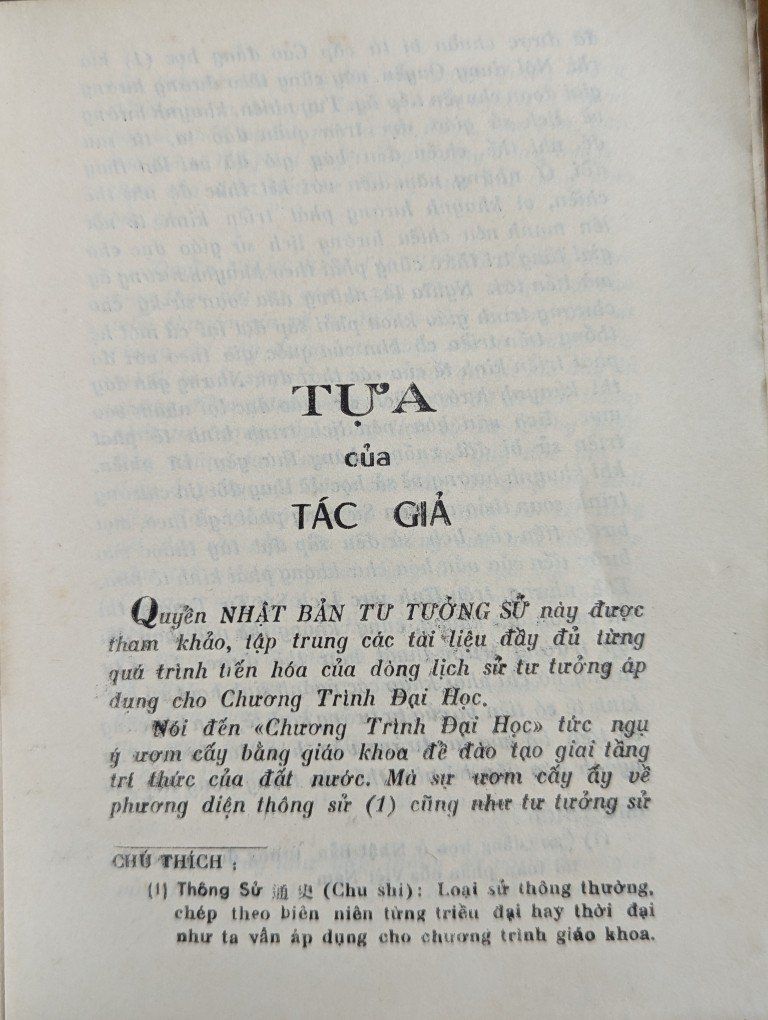 TỰA
của
TÁC GIẢ
Quyền NHẬT BẢN TƯ TƯỞNG SỬ này được
tham khảo, tập trung các tài liệu đầy đủ từng
quá trình tiến hóa của dòng lịch sử tư tưởng áp
dụng cho Chương Trình Đại Học.
Nói đến «Chương Trình Đại Học» tức ngụ
ý ươm cấy bằng giáo khoa để đào tạo giai tầng
trí thức của đất nước. Mà sự ươm cấy ấy về
phương diện thông sử (1) cũng như tư tưởng sử
CHÚ THÍCH :
(1) Thông Sử 通史 (Chu shi) : Loại sử thông thường,
chép theo biên niên từng triều đại hay thời đại
như ta vẫn áp dụng cho chương trình giáo khoa.